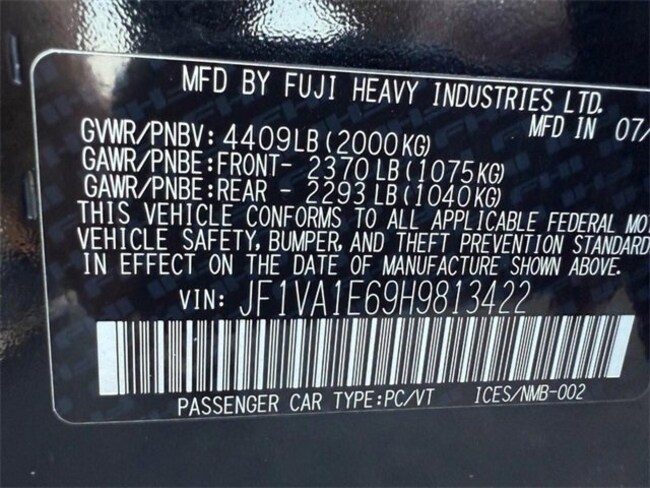 MFD BY FUJI HEAVY INDUSTRIES LTD.
MFD IN 07/
GVWR/PNBV: 4409LB(2000KG)
GAWR/PNBE:FRONT- 2370LB(1075KG)
GAWR/PNBE:REAR - 2293LB(1040KG)
THIS VEHICLE CONFORMS TO ALL APPLICABLE FEDERAL MOT
VEHICLE SAFETY, BUMPER, AND THEFT PREVENTION STANDARD
IN EFFECT ON THE DATE OF MANUFACTURE SHOWN ABOVE.
VIN: JF1VA1E69H9813422
PASSENGER CAR TYPE:PC/VT ICES/NMB-002